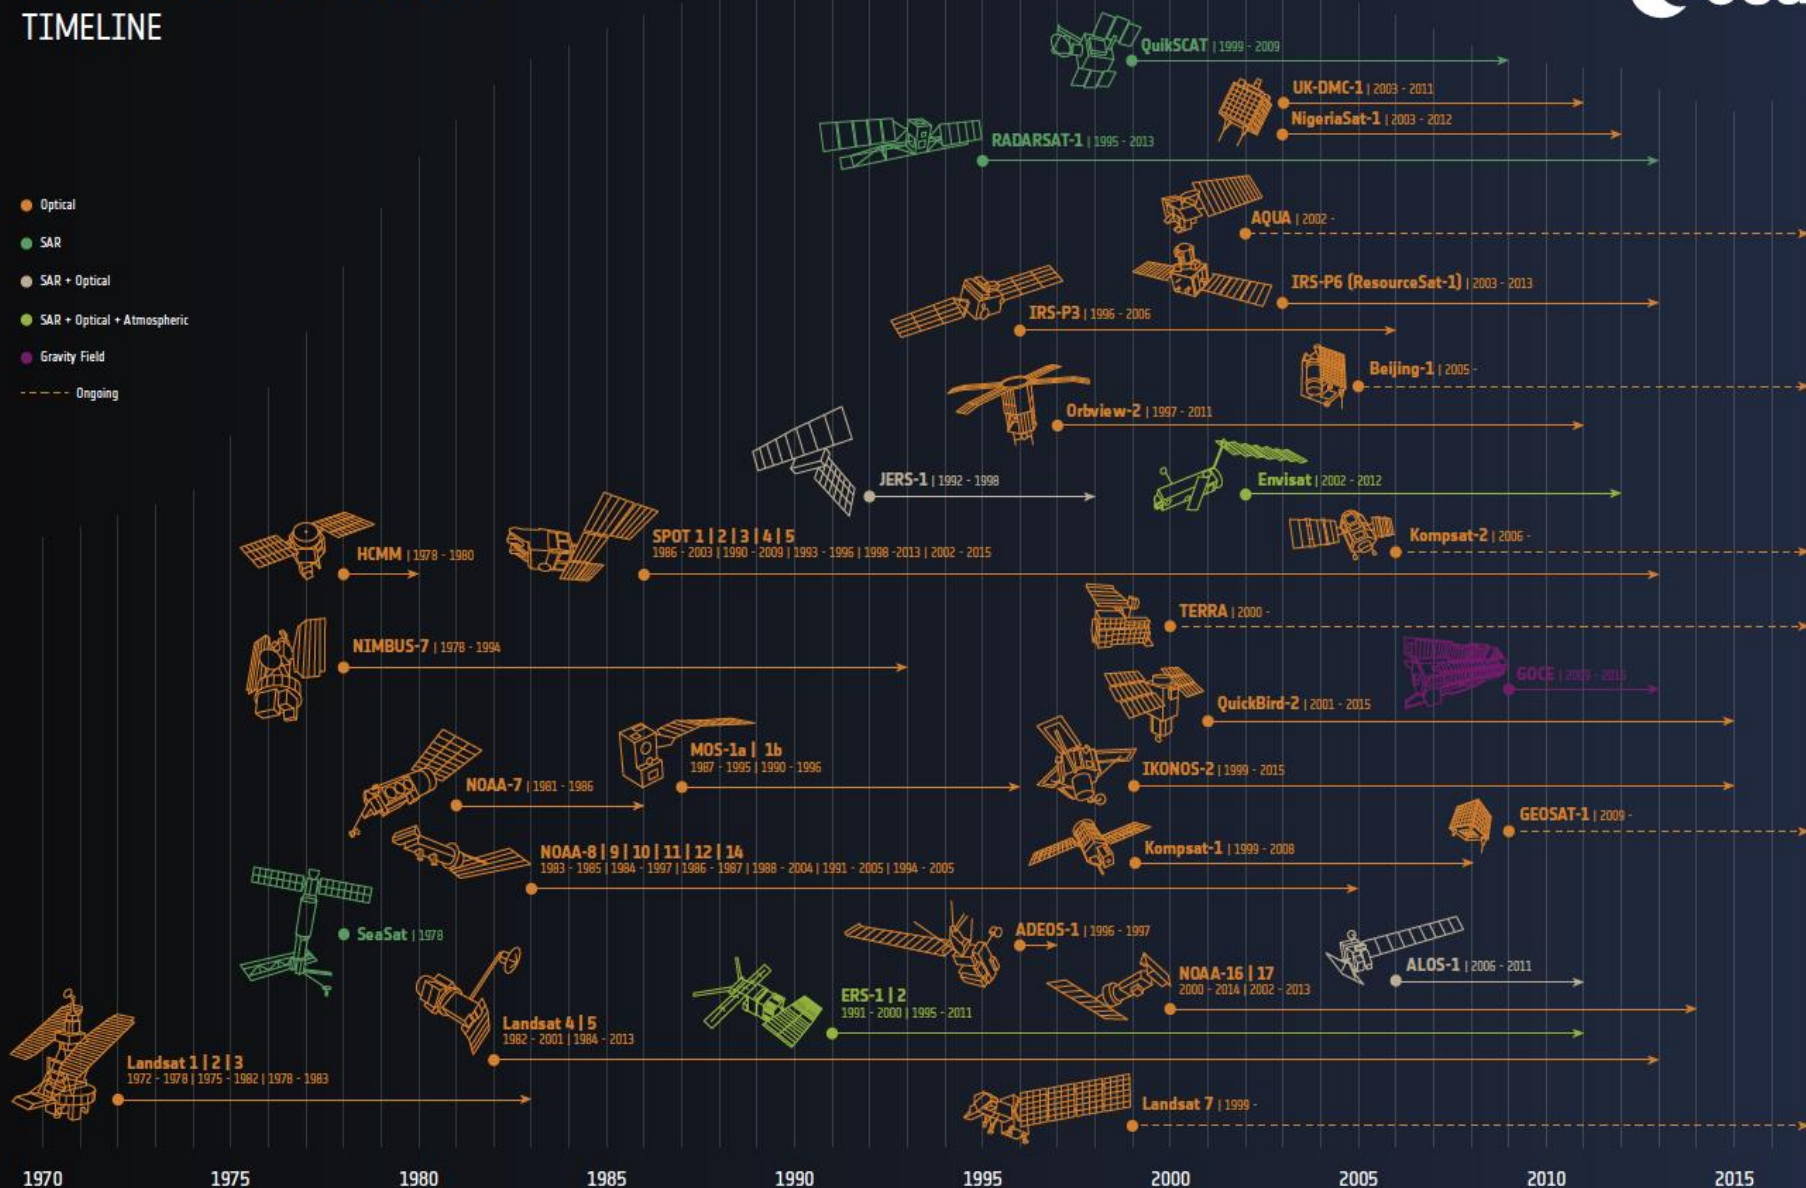 TIMELINE
QuikSCAT | 1999 - 2009
UK-DMC-1 | 2003 - 2011
NigeriaSat-1 | 2003 - 2012
RADARSAT-1 | 1995 - 2013
Optical
SAR
SAR + Optical
SAR + Optical + Atmospheric
Gravity Field
Ongoing
AQUA | 2002 -
IRS-P6 (ResourceSat-1) | 2003 - 2013
IRS-P3 | 1996 - 2006
Beijing-1 | 2005 -
Orbview-2 | 1997 - 2011
JERS-1 | 1992 - 1998
Envisat | 2002 - 2012
HCMM | 1978 - 1980
SPOT 1 | 2 | 3 | 4 | 5
1986 - 2003 | 1990 - 2009 | 1993 - 1996 | 1998 -2013 | 2002 - 2015
Kompsat-2 | 2006 -
TERRA | 2000 -
NIMBUS-7 | 1978 - 1994
GOCE | 2009 - 2013
QuickBird-2 | 2001 - 2015
MOS-1a | 1b
1987 - 1995 | 1990 - 1996
IKONOS-2 | 1999 - 2015
NOAA-7 | 1981 - 1986
GEOSAT-1 | 2009 -
NOAA-8 | 9 | 10 | 11 | 12 | 14
1983 - 1985 | 1984 - 1997 | 1986 - 1987 | 1988 - 2004 | 1991 - 2005 | 1994 - 2005
Kompsat-1 | 1999 - 2008
SeaSat | 1978
ADEOS-1 | 1996 - 1997
ALOS-1 | 2006 - 2011
NOAA-16 | 17
2000 - 2014 | 2002 - 2013
ERS-1 | 2
1991 - 2000 | 1995 - 2011
Landsat 4 | 5
1982 - 2001 | 1984 - 2013
Landsat 1 | 2 | 3
1972 - 1978 | 1975 - 1982 | 1978 - 1983
Landsat 7 | 1999 -
1970 1975 1980 1985 1990 1995 2000 2005 2010 2015